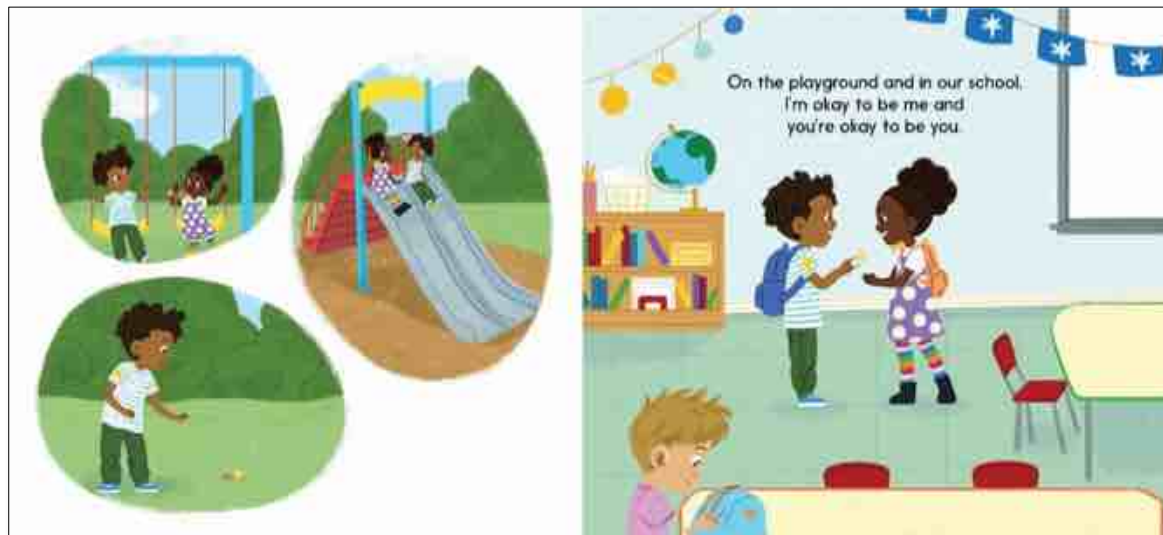 On the playground and in our school,
I'm okay to be me and
you're okay to be you.